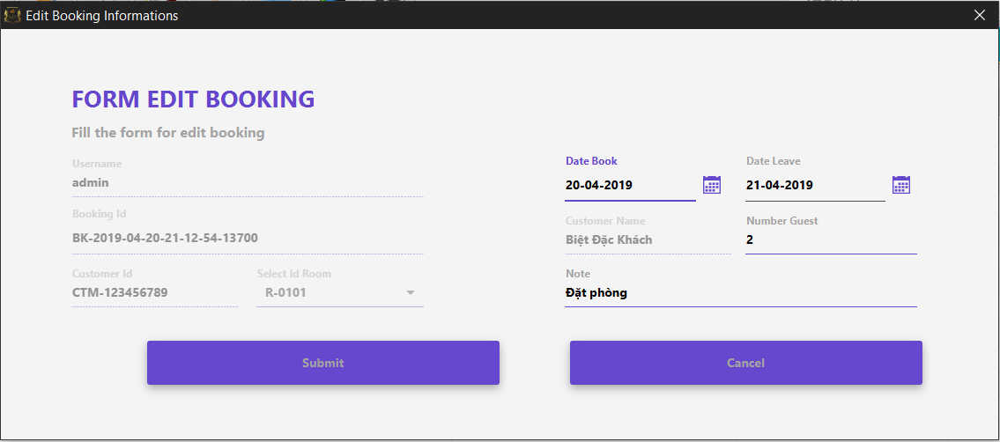 Edit Booking Informations
FORM EDIT BOOKING
Fill the form for edit booking
Username
admin
Booking Id
BK-2019-04-20-21-12-54-13700
Customer Id
CTM-123456789
Select Id Room
R-0101
Date Book
20-04-2019
Date Leave
21-04-2019
Customer Name
Biệt Đặc Khách
Number Guest
2
Note
Đặt phòng
Submit
Cancel